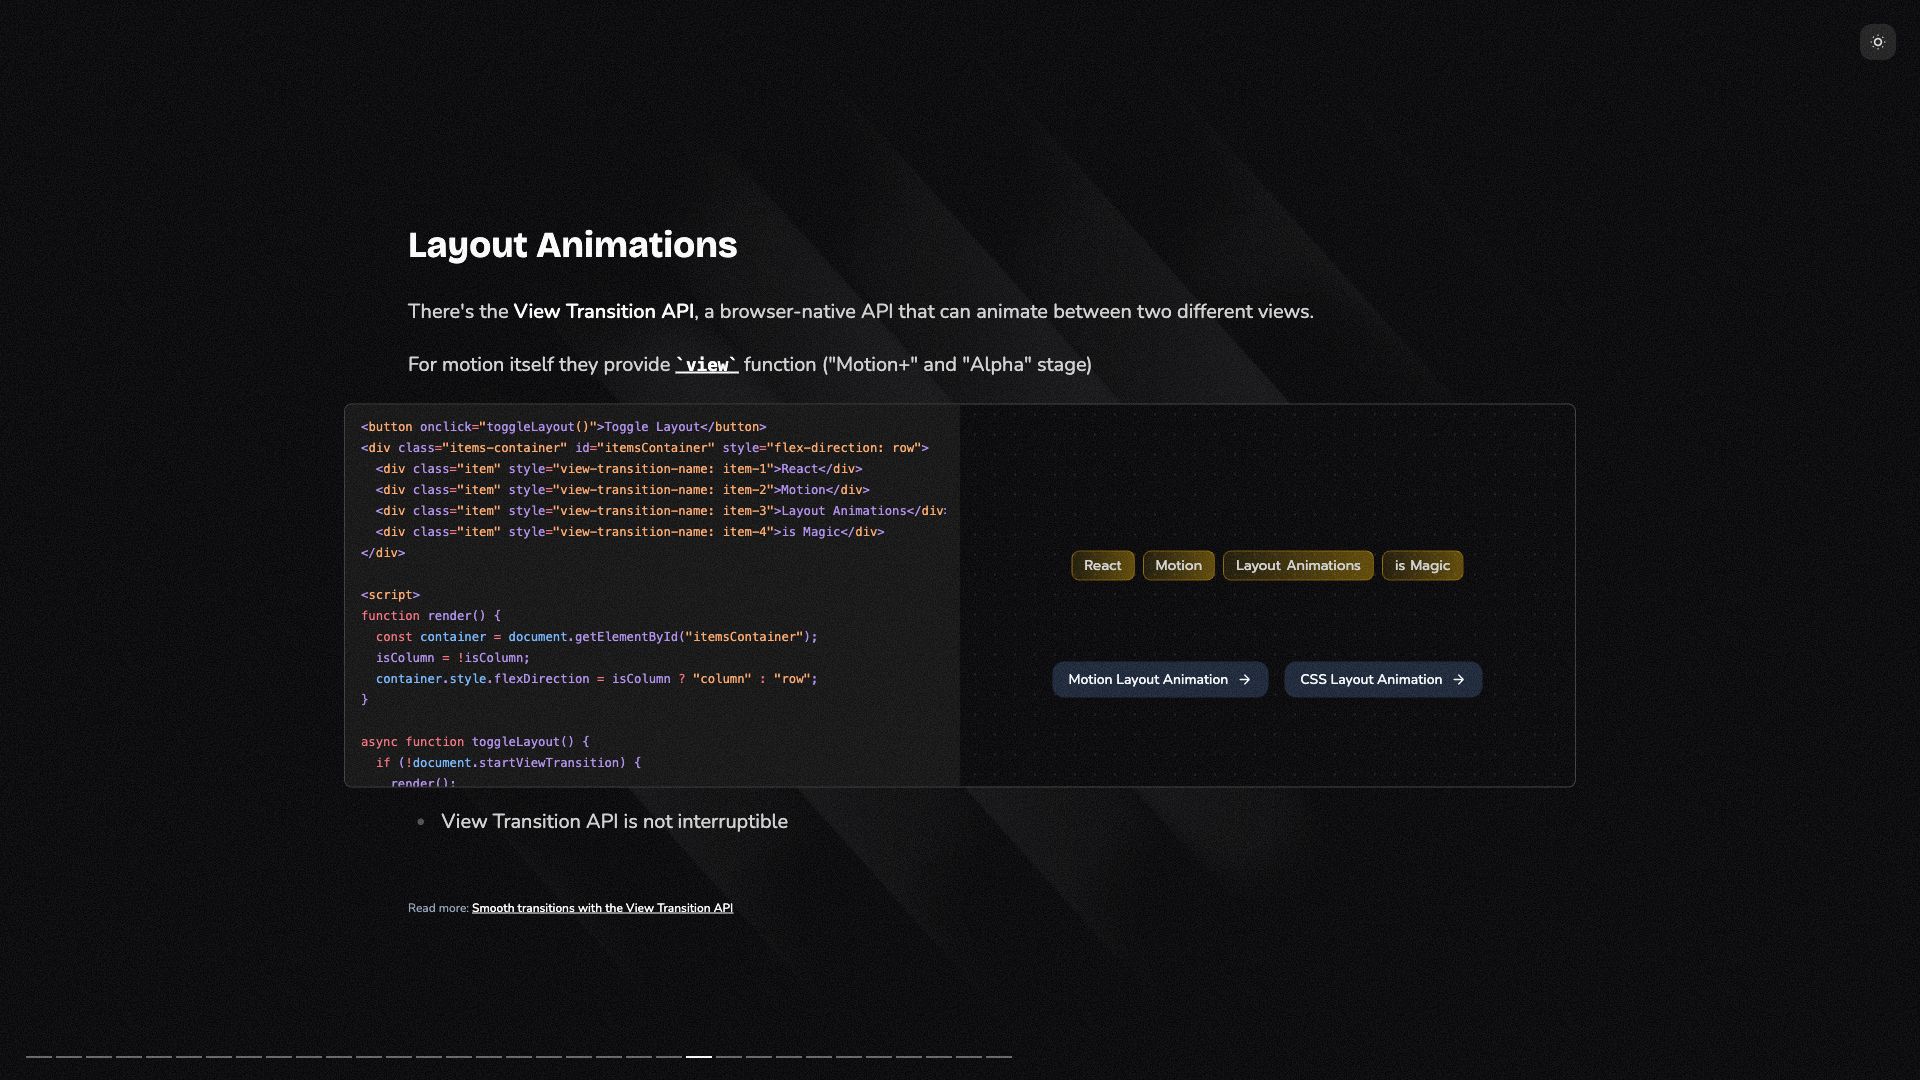 Layout Animations
There's the View Transition API, a browser-native API that can animate between two different views.
For motion itself they provide `view` function ("Motion+" and "Alpha" stage)
<button onclick="toggleLayout()">Toggle Layout</button>
<div class="items-container" id="itemsContainer" style="flex-direction: row">
  <div class="item" style="view-transition-name: item-1">React</div>
  <div class="item" style="view-transition-name: item-2">Motion</div>
  <div class="item" style="view-transition-name: item-3">Layout Animations</div>
  <div class="item" style="view-transition-name: item-4">is Magic</div>
</div>
<script>
function render() {
  const container = document.getElementById("itemsContainer");
  isColumn = !isColumn;
  container.style.flexDirection = isColumn ? "column" : "row";
}
async function toggleLayout() {
  if (!document.startViewTransition) {
    render();
React Motion Layout Animations is Magic
Motion Layout Animation → CSS Layout Animation →
• View Transition API is not interruptible
Read more: Smooth transitions with the View Transition API